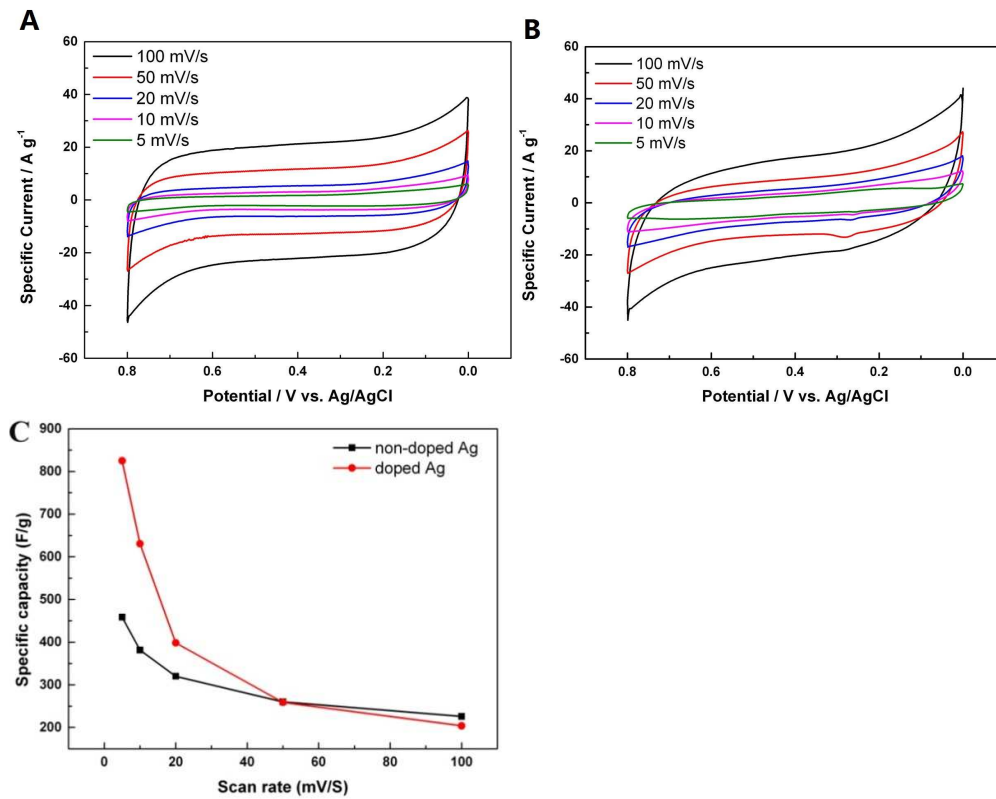 A
60
40
20
0
-20
-40
-60
Specific Current / A g⁻¹
100 mV/s
50 mV/s
20 mV/s
10 mV/s
5 mV/s
0.8
0.6
0.4
0.2
0.0
Potential / V vs. Ag/AgCl
B
60
40
20
0
-20
-40
-60
Specific Current / A g⁻¹
100 mV/s
50 mV/s
20 mV/s
10 mV/s
5 mV/s
0.8
0.6
0.4
0.2
0.0
Potential / V vs. Ag/AgCl
C
900
800
700
600
500
400
300
200
Specific capacity (F/g)
non-doped Ag
doped Ag
0
20
40
60
80
100
Scan rate (mV/S)